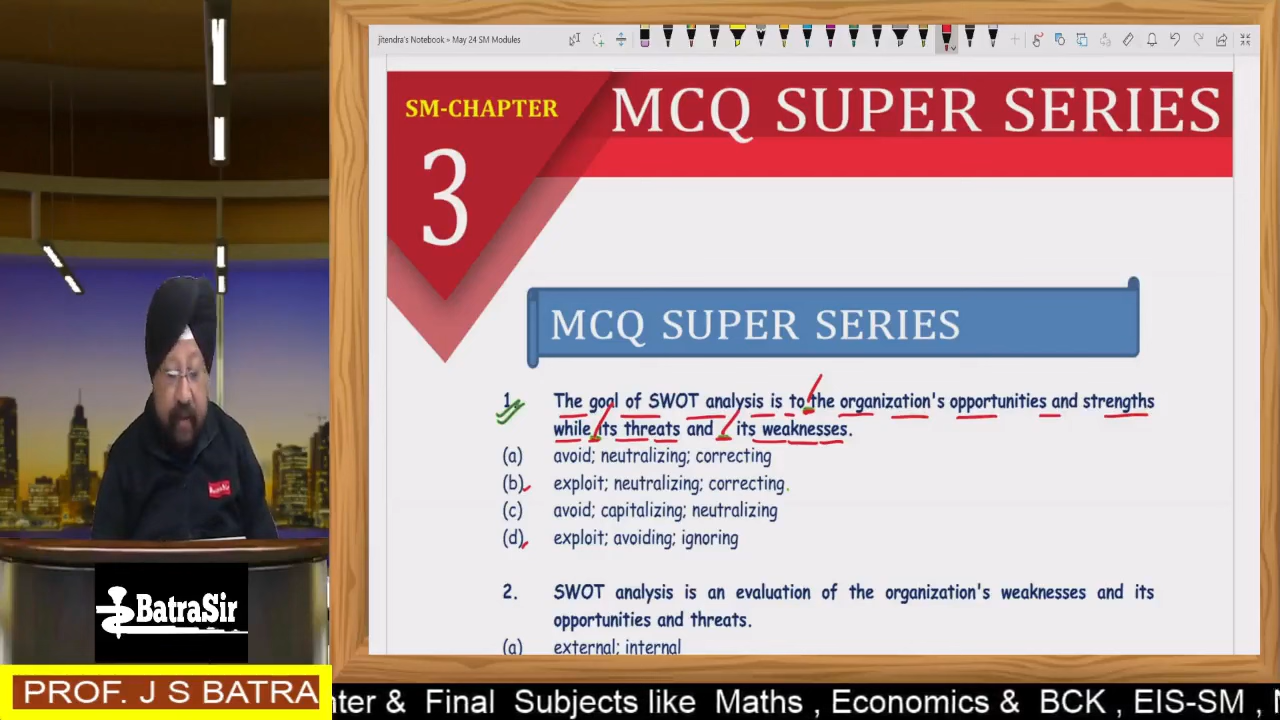 jitendra's Notebook » May 24 SM Modules
SM-CHAPTER
3
MCQ SUPER SERIES
MCQ SUPER SERIES
1. The goal of SWOT analysis is to the organization's opportunities and strengths
while its threats and its weaknesses.
(a) avoid; neutralizing; correcting
(b) exploit; neutralizing; correcting.
(c) avoid; capitalizing; neutralizing
(d) exploit; avoiding; ignoring
2. SWOT analysis is an evaluation of the organization's weaknesses and its
opportunities and threats.
(a) external; internal
BatraSir
PROF. J S BATRA
nter & Final Subjects like Maths , Economics & BCK , EIS-SM ,